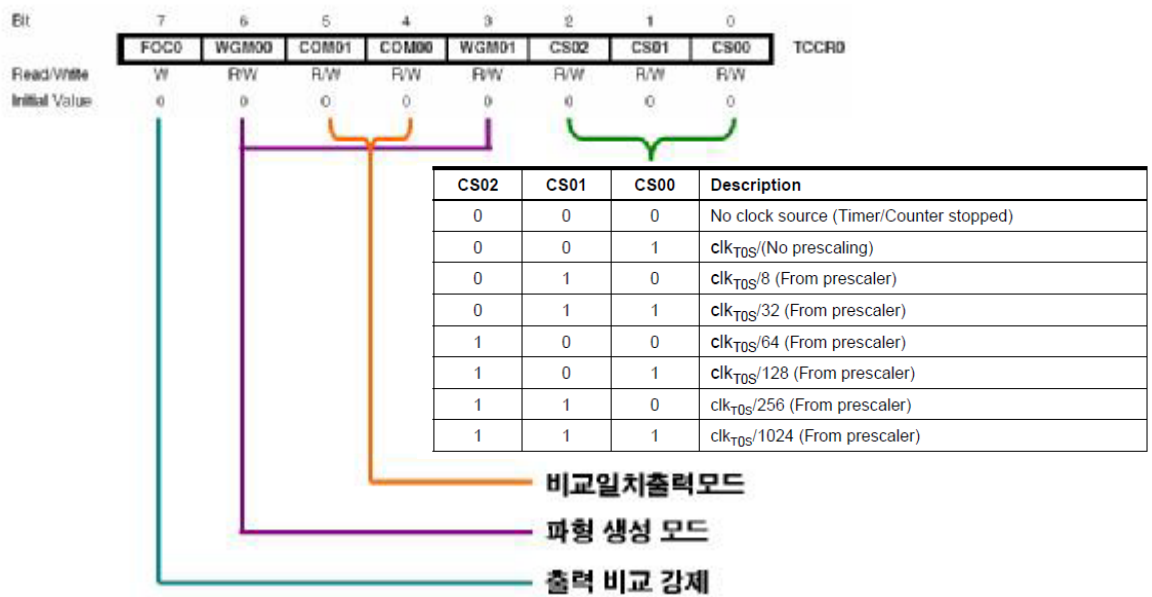 Bit 7 6 5 4 3 2 1 0
FOC0 WGM00 COM01 COM00 WGM01 CS02 CS01 CS00 TCCR0
Read/Write W R/W R/W R/W R/W R/W R/W R/W
Initial Value 0 0 0 0 0 0 0 0
CS02 CS01 CS00 Description
0 0 0 No clock source (Timer/Counter stopped)
0 0 1 clkT0S/(No prescaling)
0 1 0 clkT0S/8 (From prescaler)
0 1 1 clkT0S/32 (From prescaler)
1 0 0 clkT0S/64 (From prescaler)
1 0 1 clkT0S/128 (From prescaler)
1 1 0 clkT0S/256 (From prescaler)
1 1 1 clkT0S/1024 (From prescaler)
비교일치출력모드
파형 생성 모드
출력 비교 강제